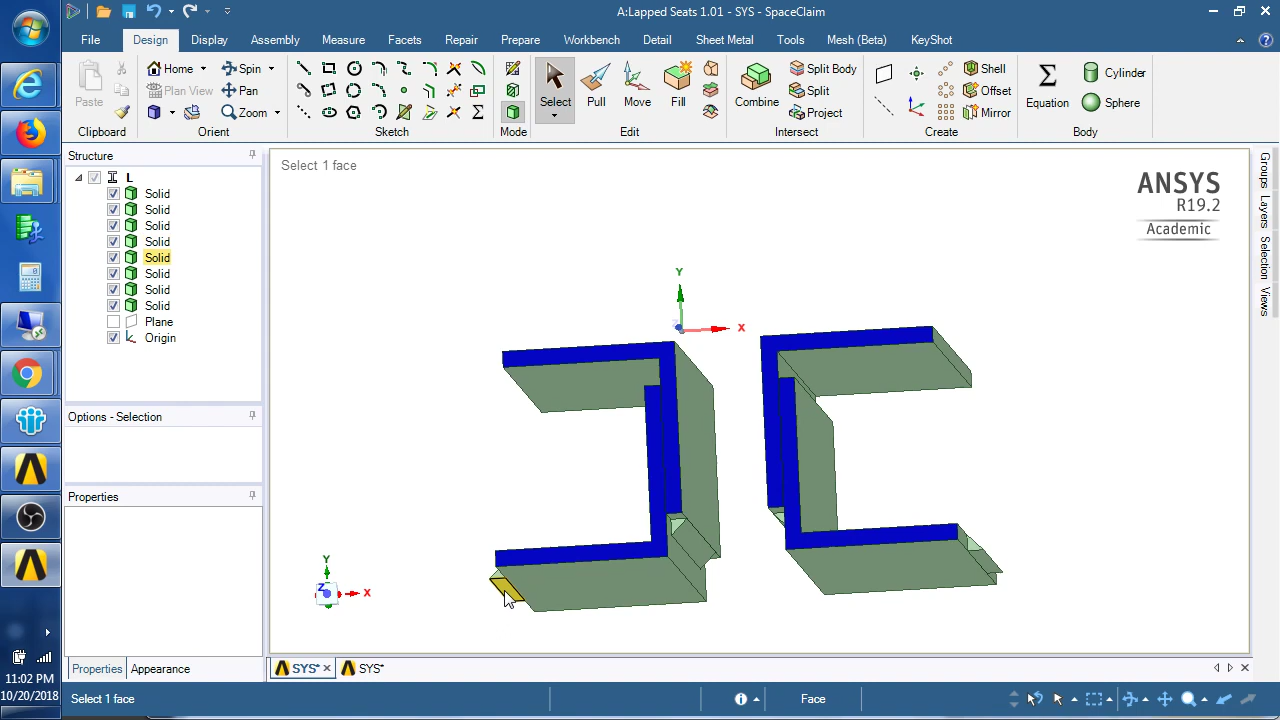 A:Lapped Seats 1.01 - SYS - SpaceClaim
File Design Display Assembly Measure Facets Repair Prepare Workbench Detail Sheet Metal Tools Mesh (Beta) KeyShot
Paste
Clipboard
Home Spin
Plan View Pan
Zoom
Orient
Sketch
Mode
Select
Pull
Move
Fill
Edit
Combine
Split Body
Split
Project
Intersect
Shell
Offset
Mirror
Create
Equation
Cylinder
Sphere
Body
Structure
L
Solid
Solid
Solid
Solid
Solid
Solid
Solid
Solid
Plane
Origin
Options - Selection
Properties
Properties Appearance
Select 1 face
ANSYS
R19.2
Academic
Y
X
Y
Z
X
Groups
Layers
Selection
Views
SYS* SYS*
Select 1 face
Face
11:02 PM
10/20/2018